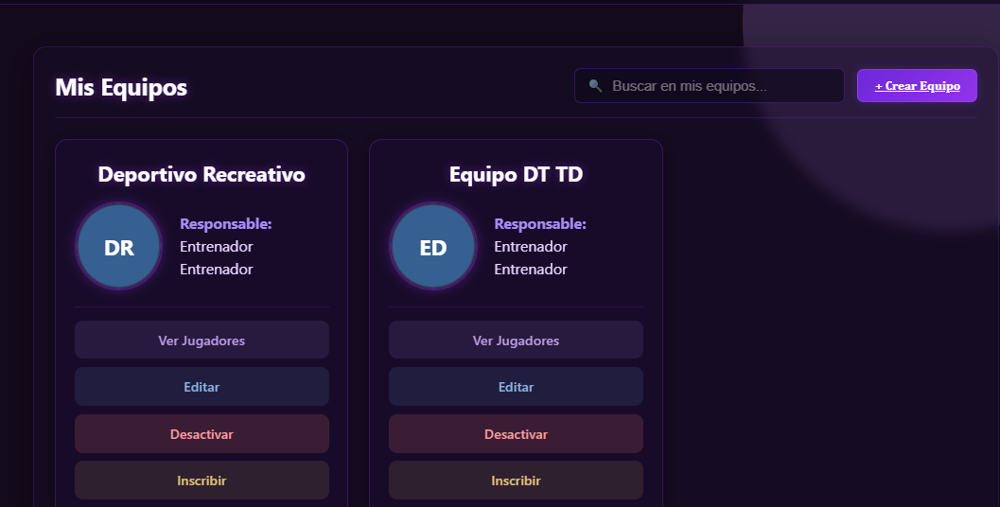 Mis Equipos
🔍 Buscar en mis equipos...
+ Crear Equipo
Deportivo Recreativo
DR
Responsable:
Entrenador
Entrenador
Ver Jugadores
Editar
Desactivar
Inscribir
Equipo DT TD
ED
Responsable:
Entrenador
Entrenador
Ver Jugadores
Editar
Desactivar
Inscribir